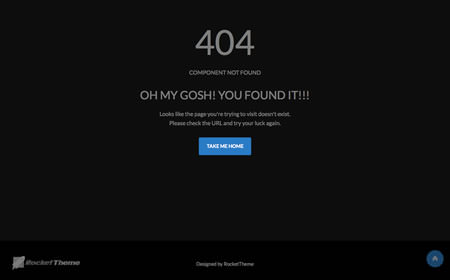 404
COMPONENT NOT FOUND
OH MY GOSH! YOU FOUND IT!!!
Looks like the page you're trying to visit doesn't exist.
Please check the URL and try your luck again.
TAKE ME HOME
RocketTheme
Designed by RocketTheme